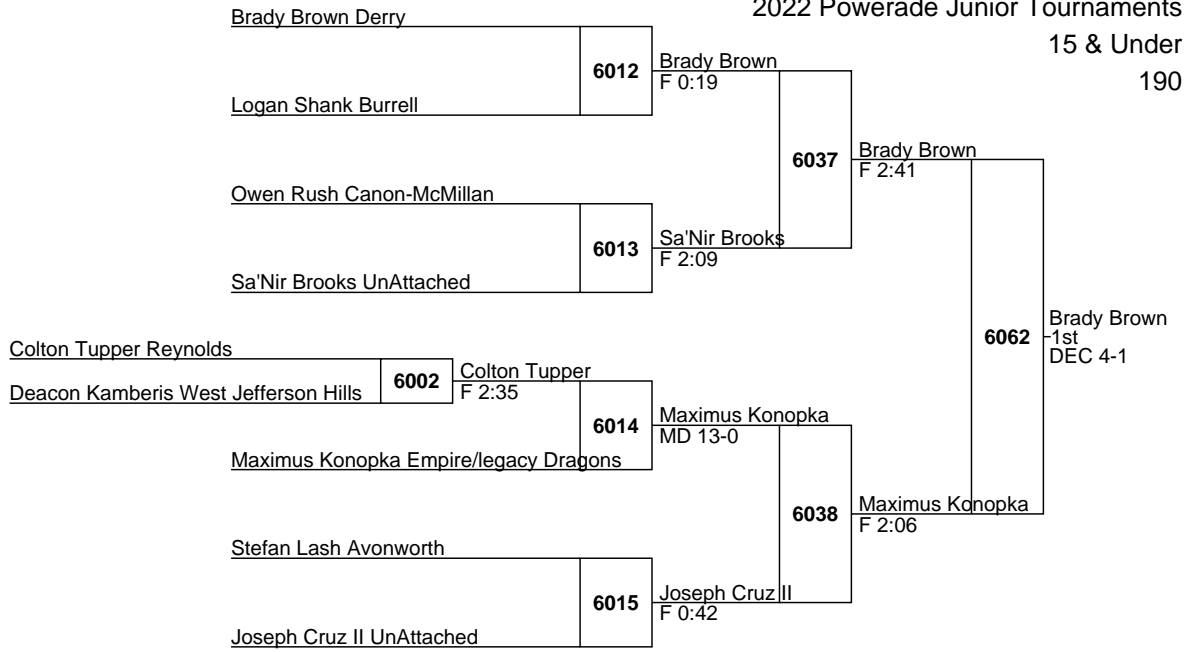 2022 Powerade Junior Tournaments
15 & Under
190
Brady Brown Derry
6012
Brady Brown
F 0:19
Logan Shank Burrell
6037
Brady Brown
F 2:41
Owen Rush Canon-McMillan
6013
Sa'Nir Brooks
F 2:09
Sa'Nir Brooks UnAttached
6062
Brady Brown
1st
DEC 4-1
Colton Tupper Reynolds
6002
Colton Tupper
F 2:35
Deacon Kamberis West Jefferson Hills
6014
Maximus Konopka
MD 13-0
Maximus Konopka Empire/legacy Dragons
6038
Maximus Konopka
F 2:06
Stefan Lash Avonworth
6015
Joseph Cruz II
F 0:42
Joseph Cruz II UnAttached